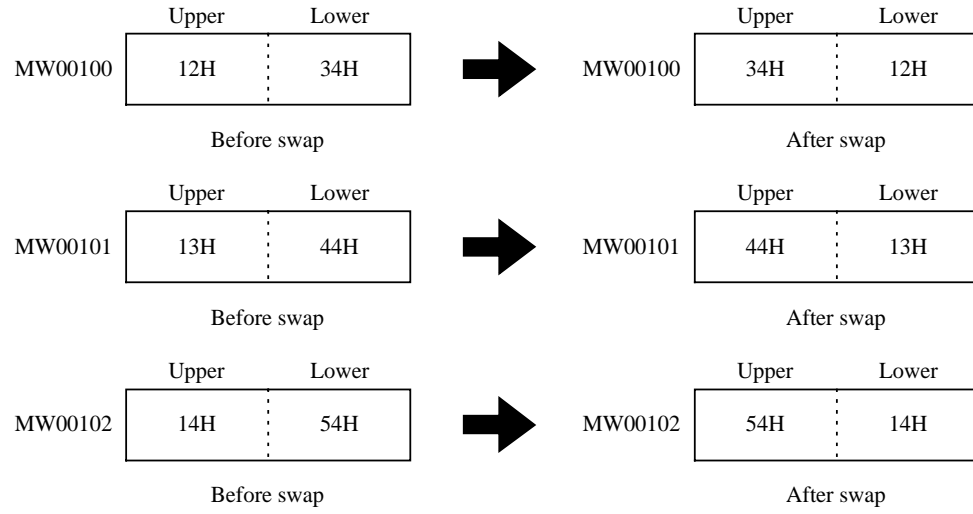 Upper Lower Upper Lower
MW00100 12H 34H MW00100 34H 12H
Before swap After swap
Upper Lower Upper Lower
MW00101 13H 44H MW00101 44H 13H
Before swap After swap
Upper Lower Upper Lower
MW00102 14H 54H MW00102 54H 14H
Before swap After swap